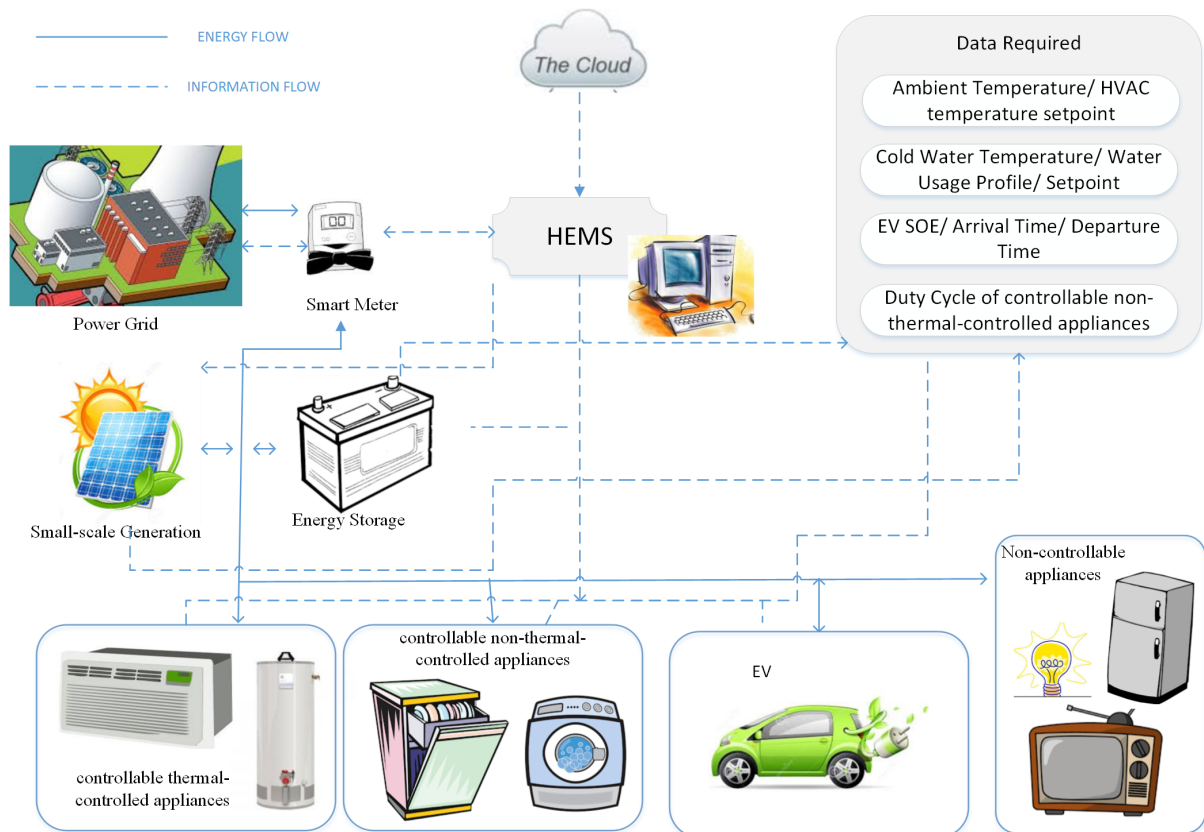 ENERGY FLOW
INFORMATION FLOW
The Cloud
Data Required
Ambient Temperature/ HVAC
temperature setpoint
Cold Water Temperature/ Water
Usage Profile/ Setpoint
EV SOE/ Arrival Time/ Departure
Time
Duty Cycle of controllable non-
thermal-controlled appliances
HEMS
Power Grid
Smart Meter
Small-scale Generation
+
-
Energy Storage
controllable thermal-
controlled appliances
controllable non-thermal-
controlled appliances
EV
Non-controllable
appliances